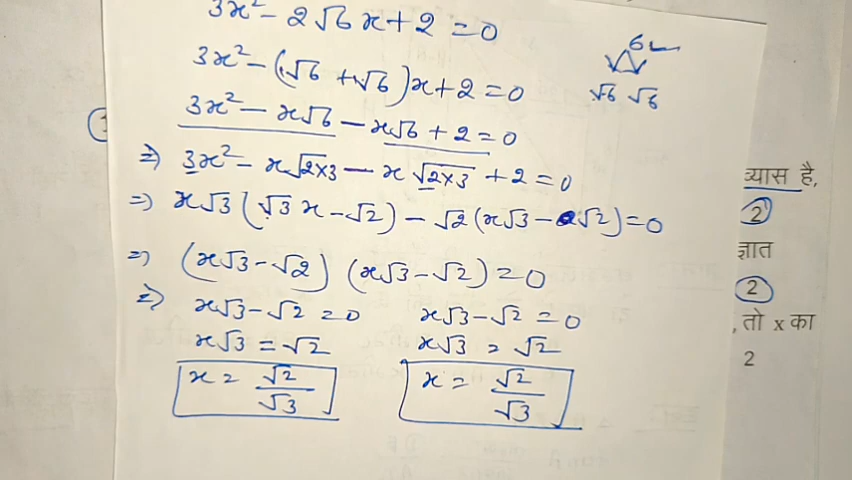 3x² - 2√6 x + 2 = 0
3x² - (√6 + √6)x + 2 = 0
6
√6 √6
3x² - x√6 - x√6 + 2 = 0
⇒ 3x² - x√2×3 - x√2×3 + 2 = 0
⇒ x√3(√3 x - √2) - √2(x√3 - √2) = 0
⇒ (x√3 - √2) (x√3 - √2) = 0
⇒ x√3 - √2 = 0 x√3 - √2 = 0
x√3 = √2 x√3 = √2
x = √2/√3 x = √2/√3
व्यास है,
2
ज्ञात
2
, तो x का
2